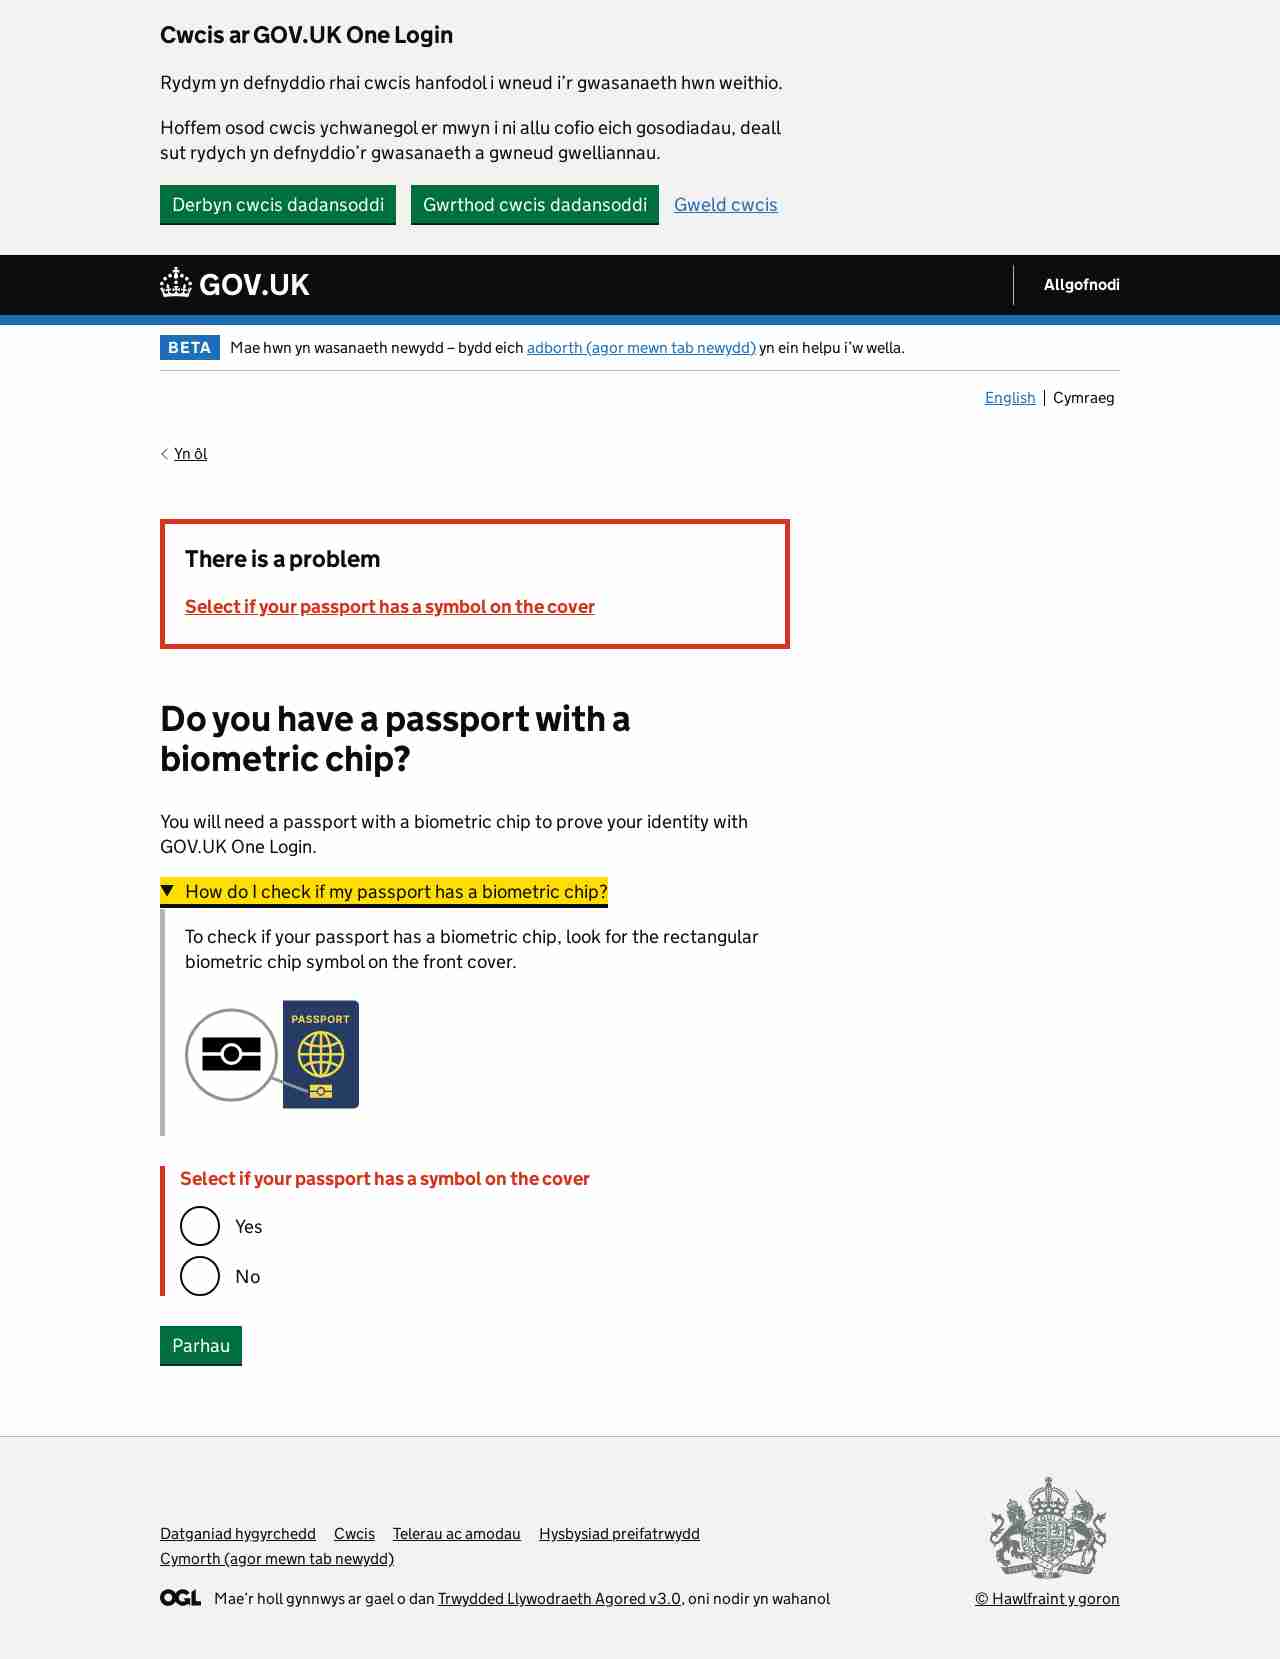 Cwcis ar GOV.UK One Login
Rydym yn defnyddio rhai cwcis hanfodol i wneud i’r gwasanaeth hwn weithio.
Hoffem osod cwcis ychwanegol er mwyn i ni allu cofio eich gosodiadau, deall
sut rydych yn defnyddio’r gwasanaeth a gwneud gwelliannau.
Derbyn cwcis dadansoddi Gwrthod cwcis dadansoddi Gweld cwcis
GOV.UK Allgofnodi
BETA Mae hwn yn wasanaeth newydd – bydd eich adborth (agor mewn tab newydd) yn ein helpu i’w wella.
English Cymraeg
Yn ôl
There is a problem
Select if your passport has a symbol on the cover
Do you have a passport with a
biometric chip?
You will need a passport with a biometric chip to prove your identity with
GOV.UK One Login.
How do I check if my passport has a biometric chip?
To check if your passport has a biometric chip, look for the rectangular
biometric chip symbol on the front cover.
PASSPORT
Select if your passport has a symbol on the cover
Yes
No
Parhau
Datganiad hygyrchedd Cwcis Telerau ac amodau Hysbysiad preifatrwydd
Cymorth (agor mewn tab newydd)
OGL Mae’r holl gynnwys ar gael o dan Trwydded Llywodraeth Agored v3.0, oni nodir yn wahanol
© Hawlfraint y goron